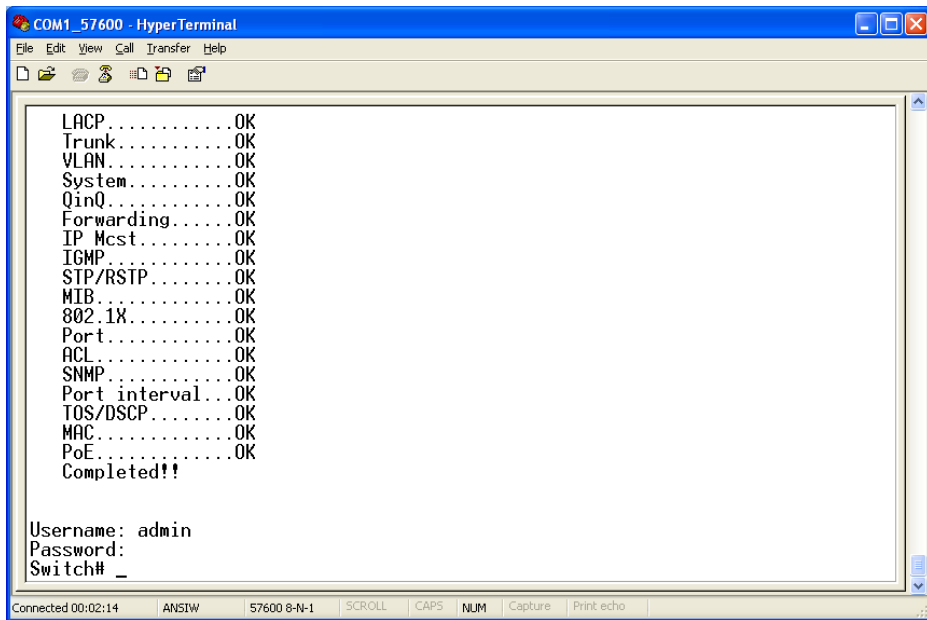 COM1_57600 - HyperTerminal
File Edit View Call Transfer Help
LACP............OK
Trunk...........OK
VLAN............OK
System..........OK
QinQ............OK
Forwarding......OK
IP Mcst.........OK
IGMP............OK
STP/RSTP........OK
MIB.............OK
802.1X..........OK
Port............OK
ACL.............OK
SNMP............OK
Port interval...OK
TOS/DSCP........OK
MAC.............OK
PoE.............OK
Completed!!
Username: admin
Password:
Switch# _
Connected 00:02:14 ANSIW 57600 8-N-1 SCROLL CAPS NUM Capture Print echo